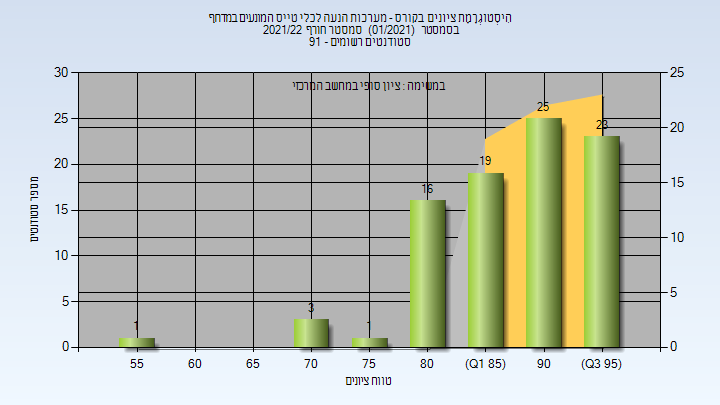 היסטוגרמת ציונים בקורס - מערכות הנעה לכלי טייס המונעים במדחף
בסמסטר (01/2021) סמסטר חורף 2021/22
סטודנטים רשומים - 91
במשימה : ציון סופי במחשב המרכזי
30 25
25 20
20 15
15 10
10 5
5 0
0
1 3 1 16 19 25 23
55 60 65 70 75 80 (Q1 85) 90 (Q3 95)
מספר סטודנטים
טווח ציונים